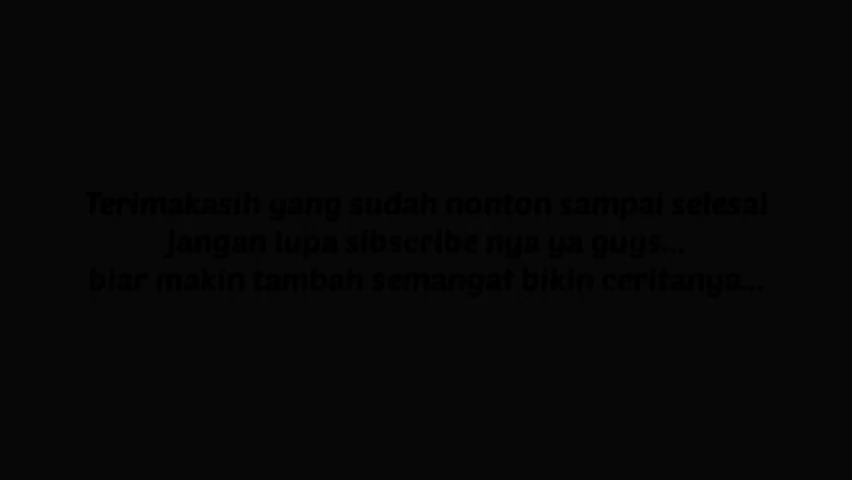 Terimakasih yang sudah nonton sampai selesai
Jangan lupa sibscribe nya ya guys...
biar makin tambah semangat bikin ceritanya...